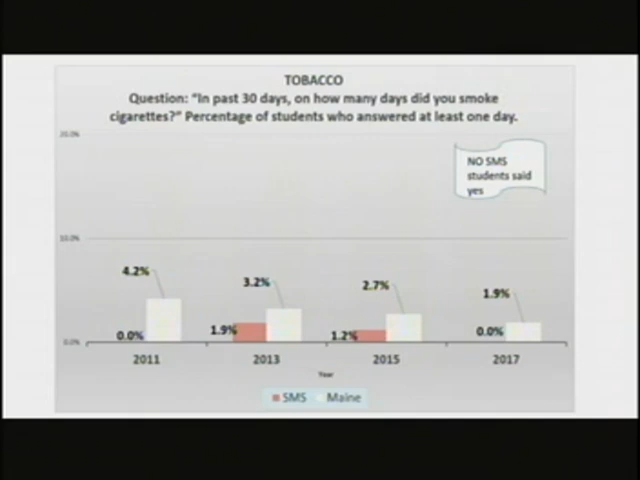 TOBACCO
Question: "In past 30 days, on how many days did you smoke
cigarettes?" Percentage of students who answered at least one day.
20.0%
NO SMS
students said
yes
10.0%
4.2%
3.2%
2.7%
1.9%
0.0%
1.9%
1.2%
0.0%
0.0%
2011
2013
2015
2017
Year
SMS
Maine